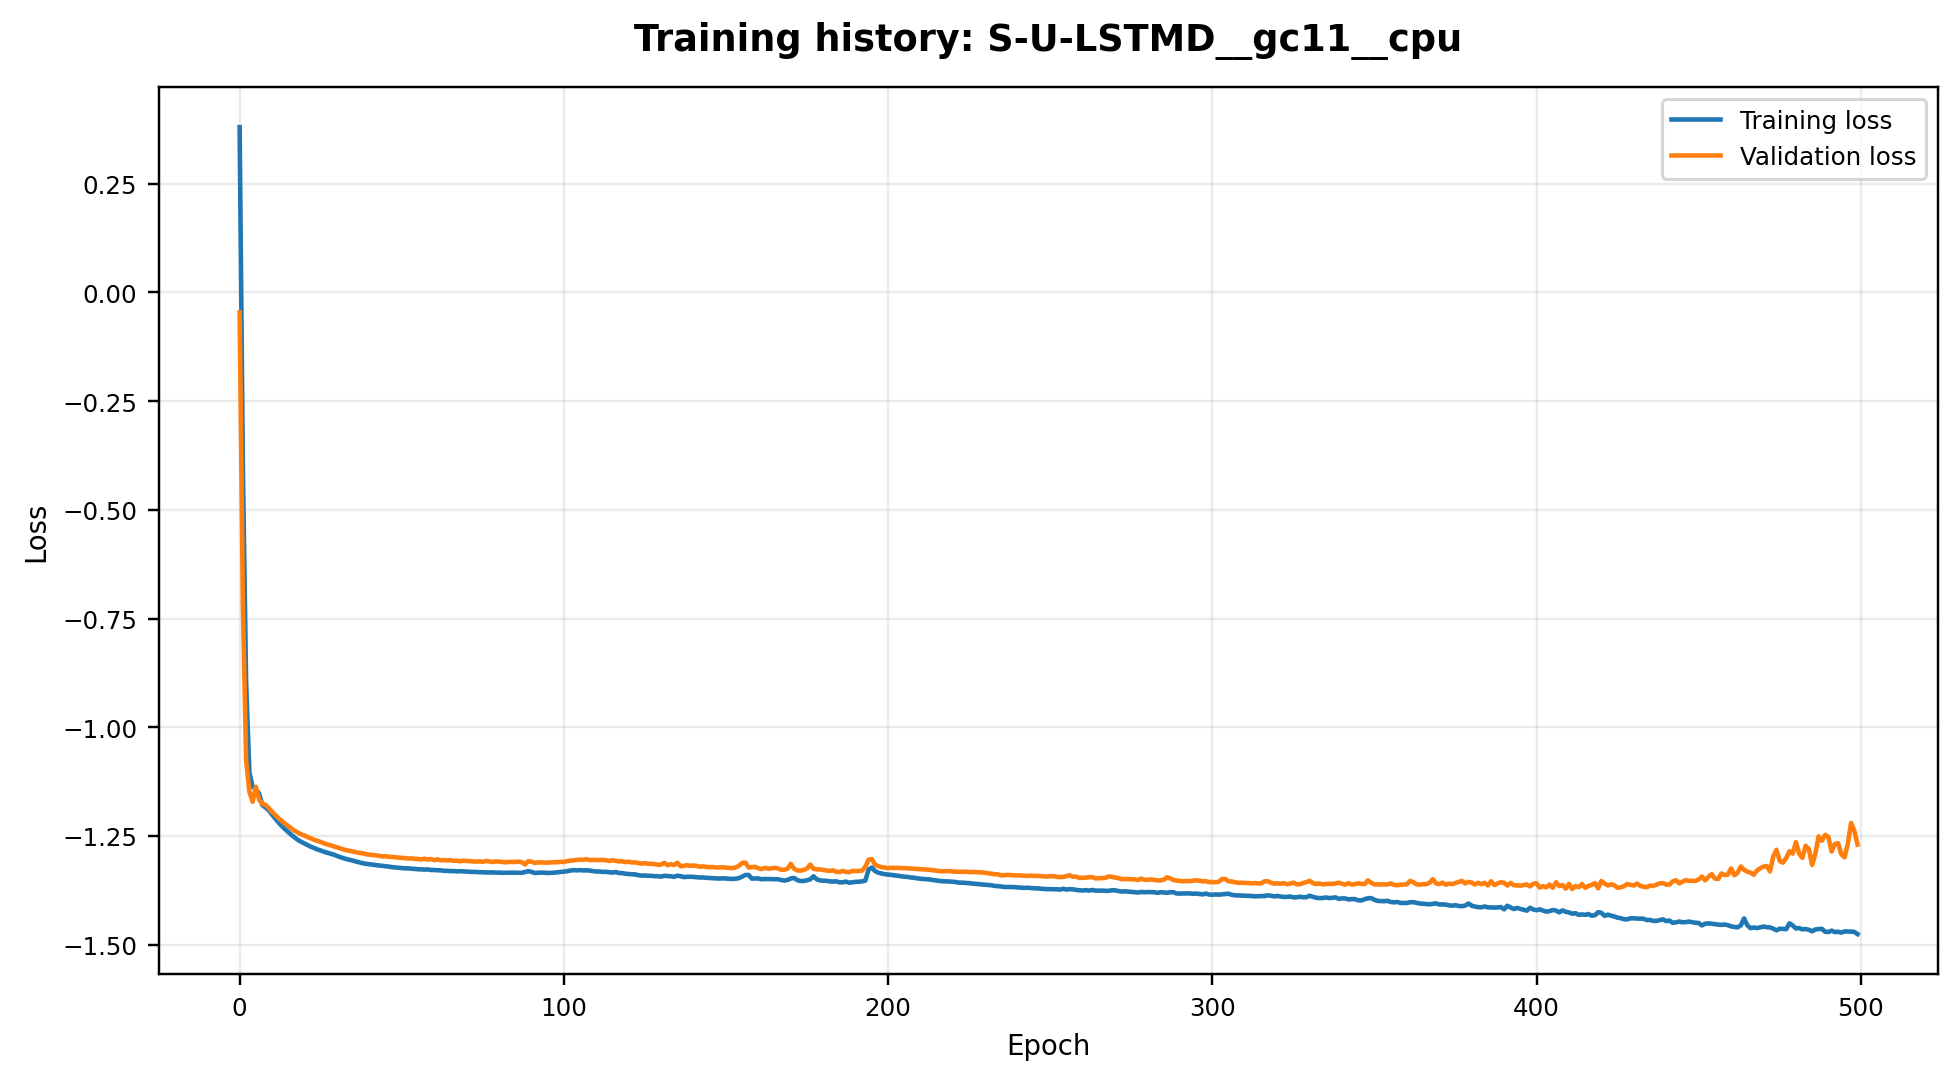 Training history: S-U-LSTMD__gc11__cpu
Training loss
Validation loss
0.25
0.00
−0.25
−0.50
−0.75
−1.00
−1.25
−1.50
Loss
0 100 200 300 400 500
Epoch